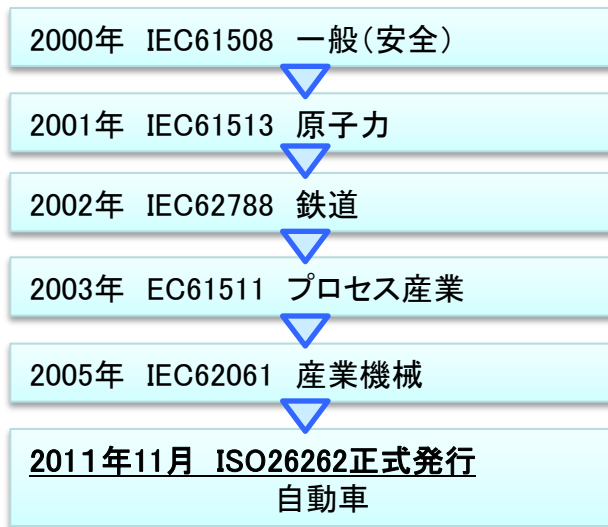 2000年 IEC61508 一般(安全)
2001年 IEC61513 原子力
2002年 IEC62788 鉄道
2003年 EC61511 プロセス産業
2005年 IEC62061 産業機械
2011年11月 ISO26262正式発行
自動車